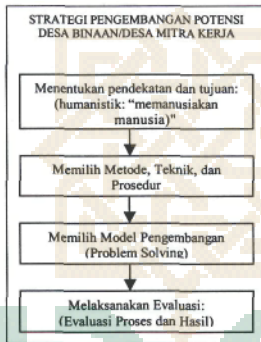 STRATEGI PENGEMBANGAN POTENSI
DESA BINAAN/DESA MITRA KERJA
Menentukan pendekatan dan tujuan:
(humanistik: "memanusiakan
manusia)"
Memilih Metode, Teknik, dan
Prosedur
Memilih Model Pengembangan
(Problem Solving)
Melaksanakan Evaluasi:
(Evaluasi Proses dan Hasil)